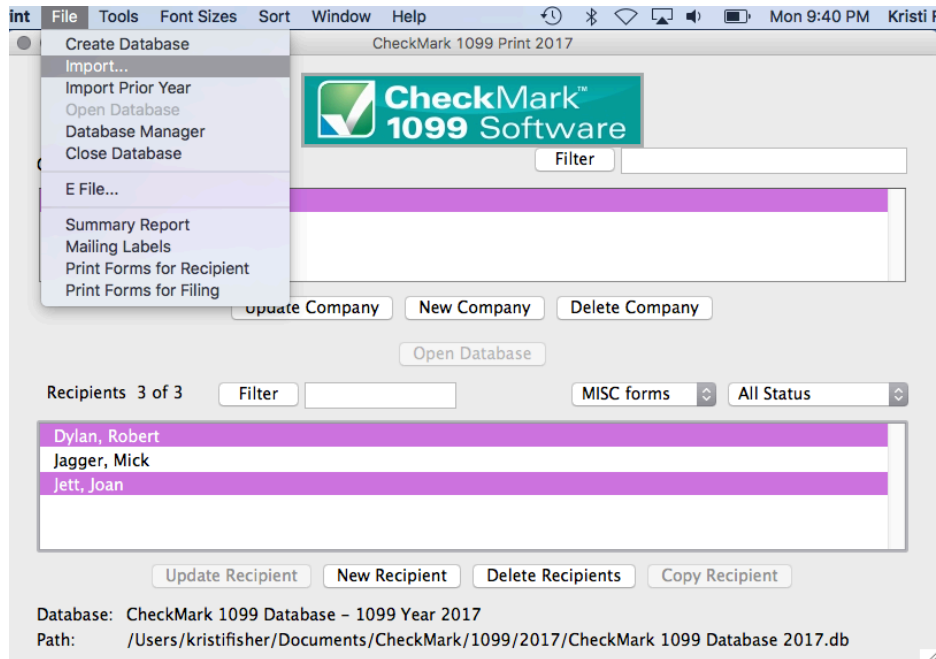 int File Tools Font Sizes Sort Window Help Mon 9:40 PM Kristi F
CheckMark 1099 Print 2017
Create Database
Import...
Import Prior Year
Open Database
Database Manager
Close Database
E File...
Summary Report
Mailing Labels
Print Forms for Recipient
Print Forms for Filing
CheckMark™
1099 Software
Filter
Update Company New Company Delete Company
Open Database
Recipients 3 of 3 Filter MISC forms All Status
Dylan, Robert
Jagger, Mick
Jett, Joan
Update Recipient New Recipient Delete Recipients Copy Recipient
Database: CheckMark 1099 Database – 1099 Year 2017
Path: /Users/kristifisher/Documents/CheckMark/1099/2017/CheckMark 1099 Database 2017.db